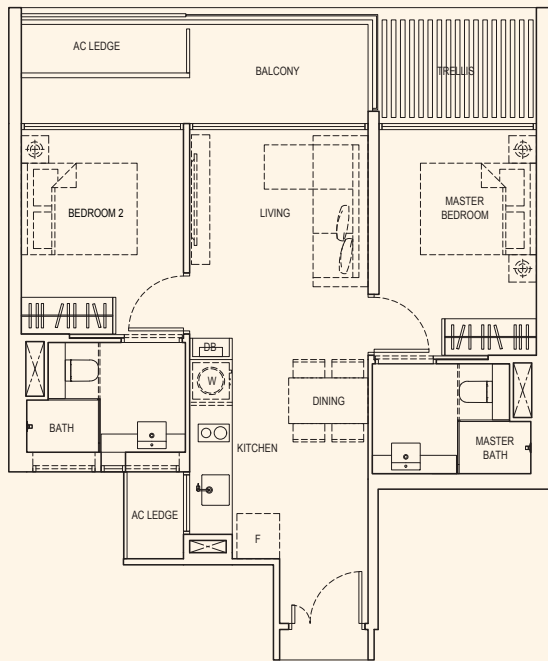 AC LEDGE
BALCONY
TRELLIS
BEDROOM 2
LIVING
MASTER
BEDROOM
DB
W
DINING
BATH
KITCHEN
MASTER
BATH
AC LEDGE
F